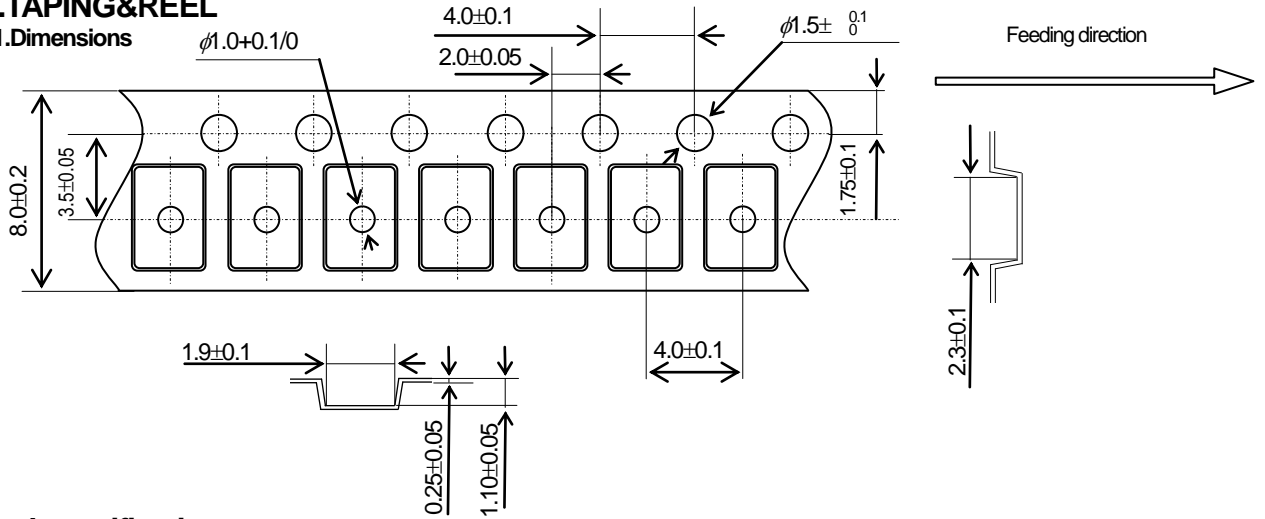 .TAPING&REEL
1.Dimensions
ϕ1.0+0.1/0
4.0±0.1
2.0±0.05
ϕ1.5± 0.1 0
Feeding direction
8.0±0.2
3.5±0.05
1.75±0.1
2.3±0.1
1.9±0.1
4.0±0.1
0.25±0.05
1.10±0.05